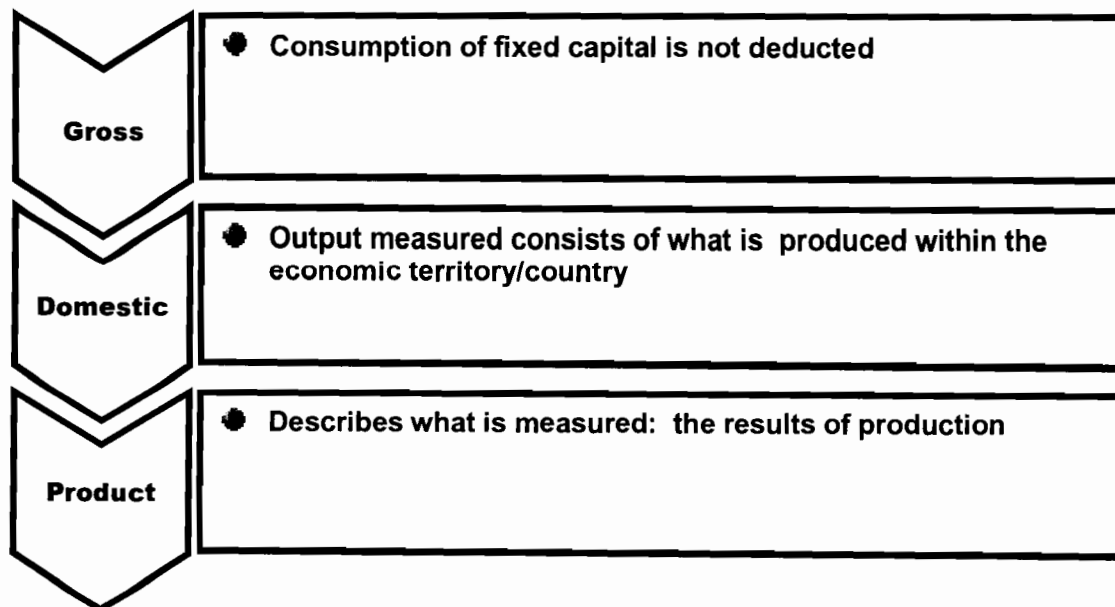 Gross
Consumption of fixed capital is not deducted
Domestic
Output measured consists of what is produced within the
economic territory/country
Product
Describes what is measured: the results of production